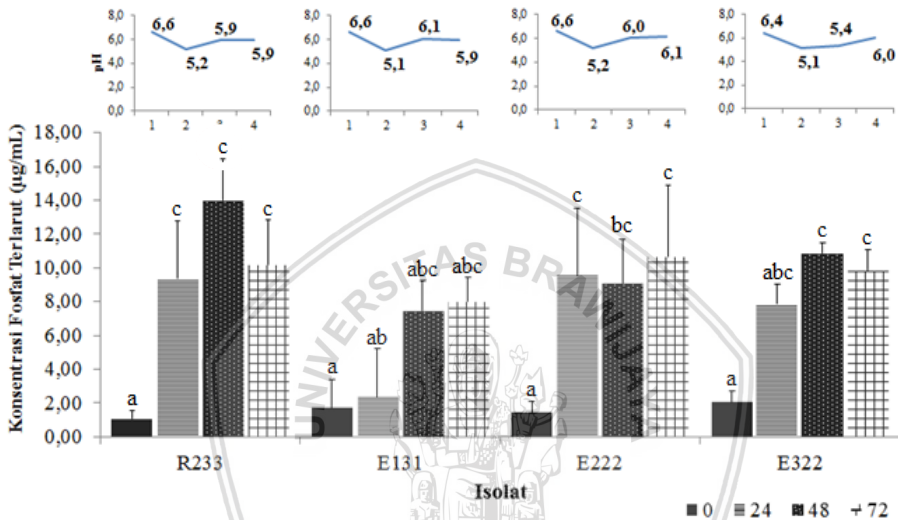 6,6 5,2 5,9 5,9
6,6 5,1 6,1 5,9
6,6 5,2 6,0 6,1
6,4 5,1 5,4 6,0
pH
8,0 8,0 8,0 8,0
6,0 6,0 6,0 6,0
4,0 4,0 4,0 4,0
2,0 2,0 2,0 2,0
0,0 0,0 0,0 0,0
1 2 4
1 2 3 4
1 2 3 4
1 2 3 4
Konsentrasi Fosfat Terlarut (µg/mL)
18,00
16,00
14,00
12,00
10,00
8,00
6,00
4,00
2,00
0,00
a c c c
a ab abc abc
a c bc c
a abc c c
UNIVERSITAS BRAWIJAYA
R233 E131 E222 E322
Isolat
0 24 48 72